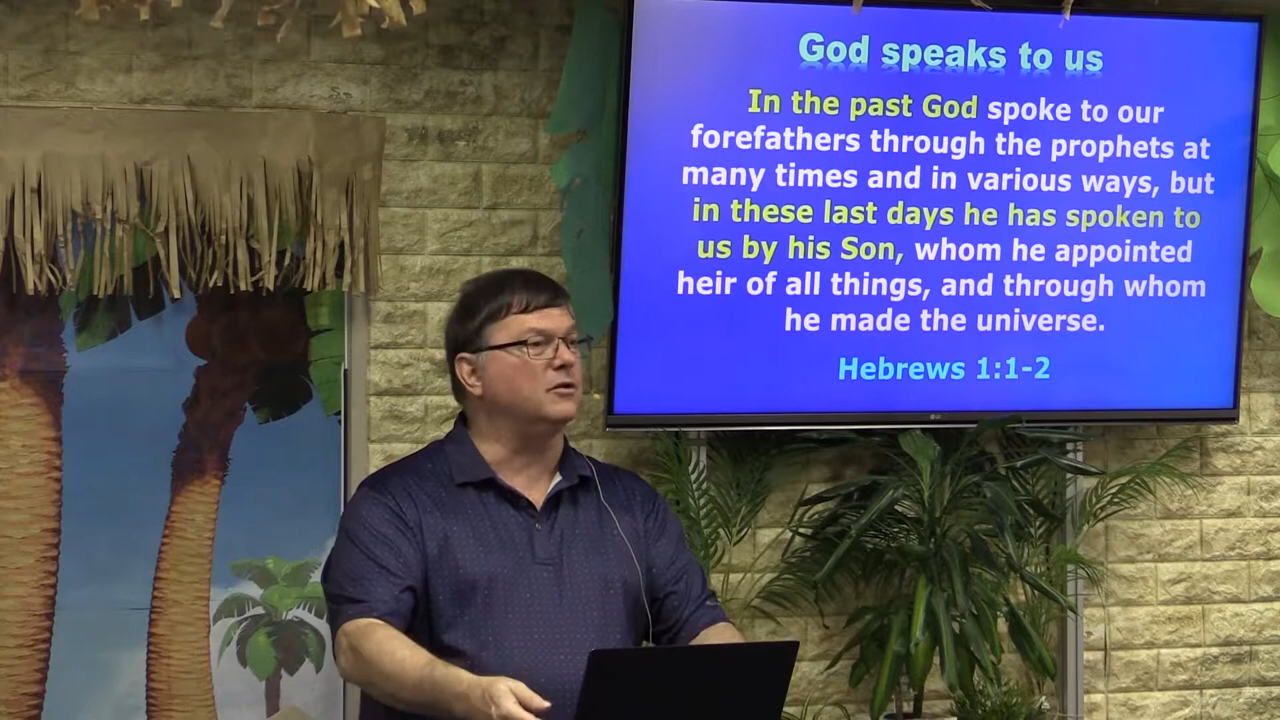 God speaks to us
In the past God spoke to our
forefathers through the prophets at
many times and in various ways, but
in these last days he has spoken to
us by his Son, whom he appointed
heir of all things, and through whom
he made the universe.
Hebrews 1:1-2
LG